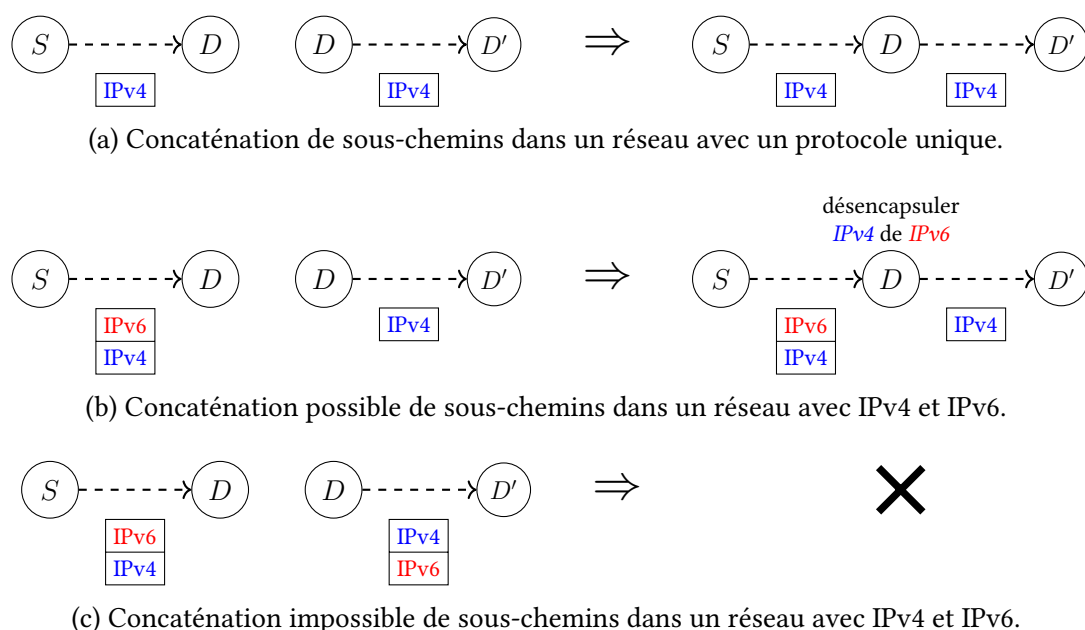 S D D D′ ⇒ S D D′
IPv4 IPv4 IPv4 IPv4
(a) Concaténation de sous-chemins dans un réseau avec un protocole unique.
désencapsuler
IPv4 de IPv6
S D D D′ ⇒ S D D′
IPv6 IPv4 IPv6 IPv4
IPv4 IPv4
(b) Concaténation possible de sous-chemins dans un réseau avec IPv4 et IPv6.
S D D D′ ⇒
IPv6 IPv4
IPv4 IPv6
(c) Concaténation impossible de sous-chemins dans un réseau avec IPv4 et IPv6.